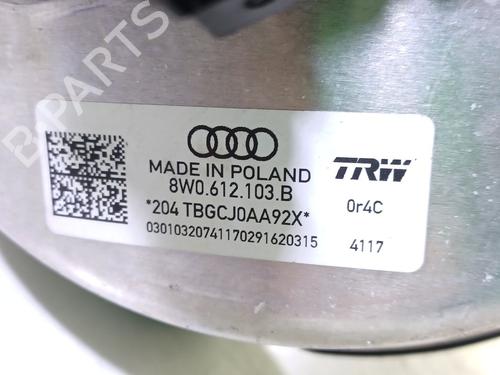 B-PARTS
MADE IN POLAND
8W0.612.103.B
*204 TBGCJ0AA92X*
03010320741170291620315
TRW
0r4C
4117